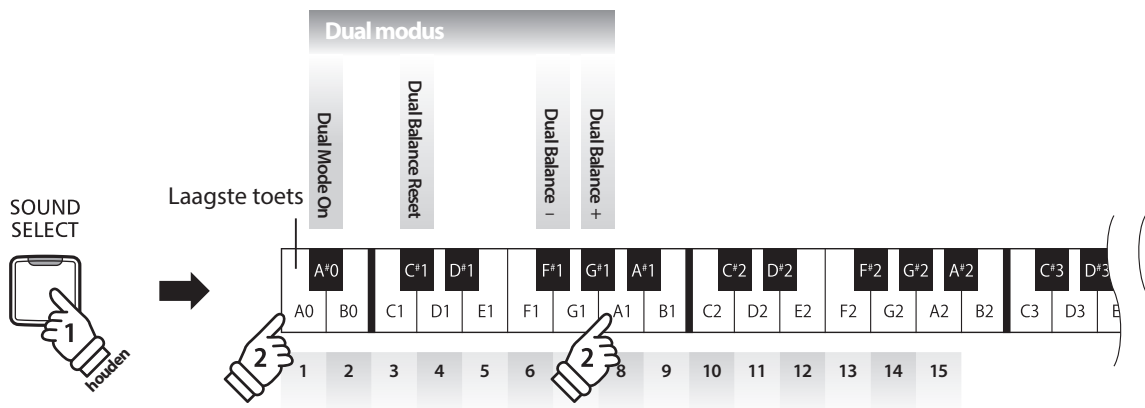 Dual modus
Dual Mode On
Dual Balance Reset
Dual Balance –
Dual Balance +
Laagste toets
SOUND
SELECT
A#0 C#1 D#1 F#1 G#1 A#1 C#2 D#2 F#2 G#2 A#2 C#3 D#3
A0 B0 C1 D1 E1 F1 G1 A1 B1 C2 D2 E2 F2 G2 A2 B2 C3 D3 E
1 houden
2 2
1 2 3 4 5 6 8 9 10 11 12 13 14 15